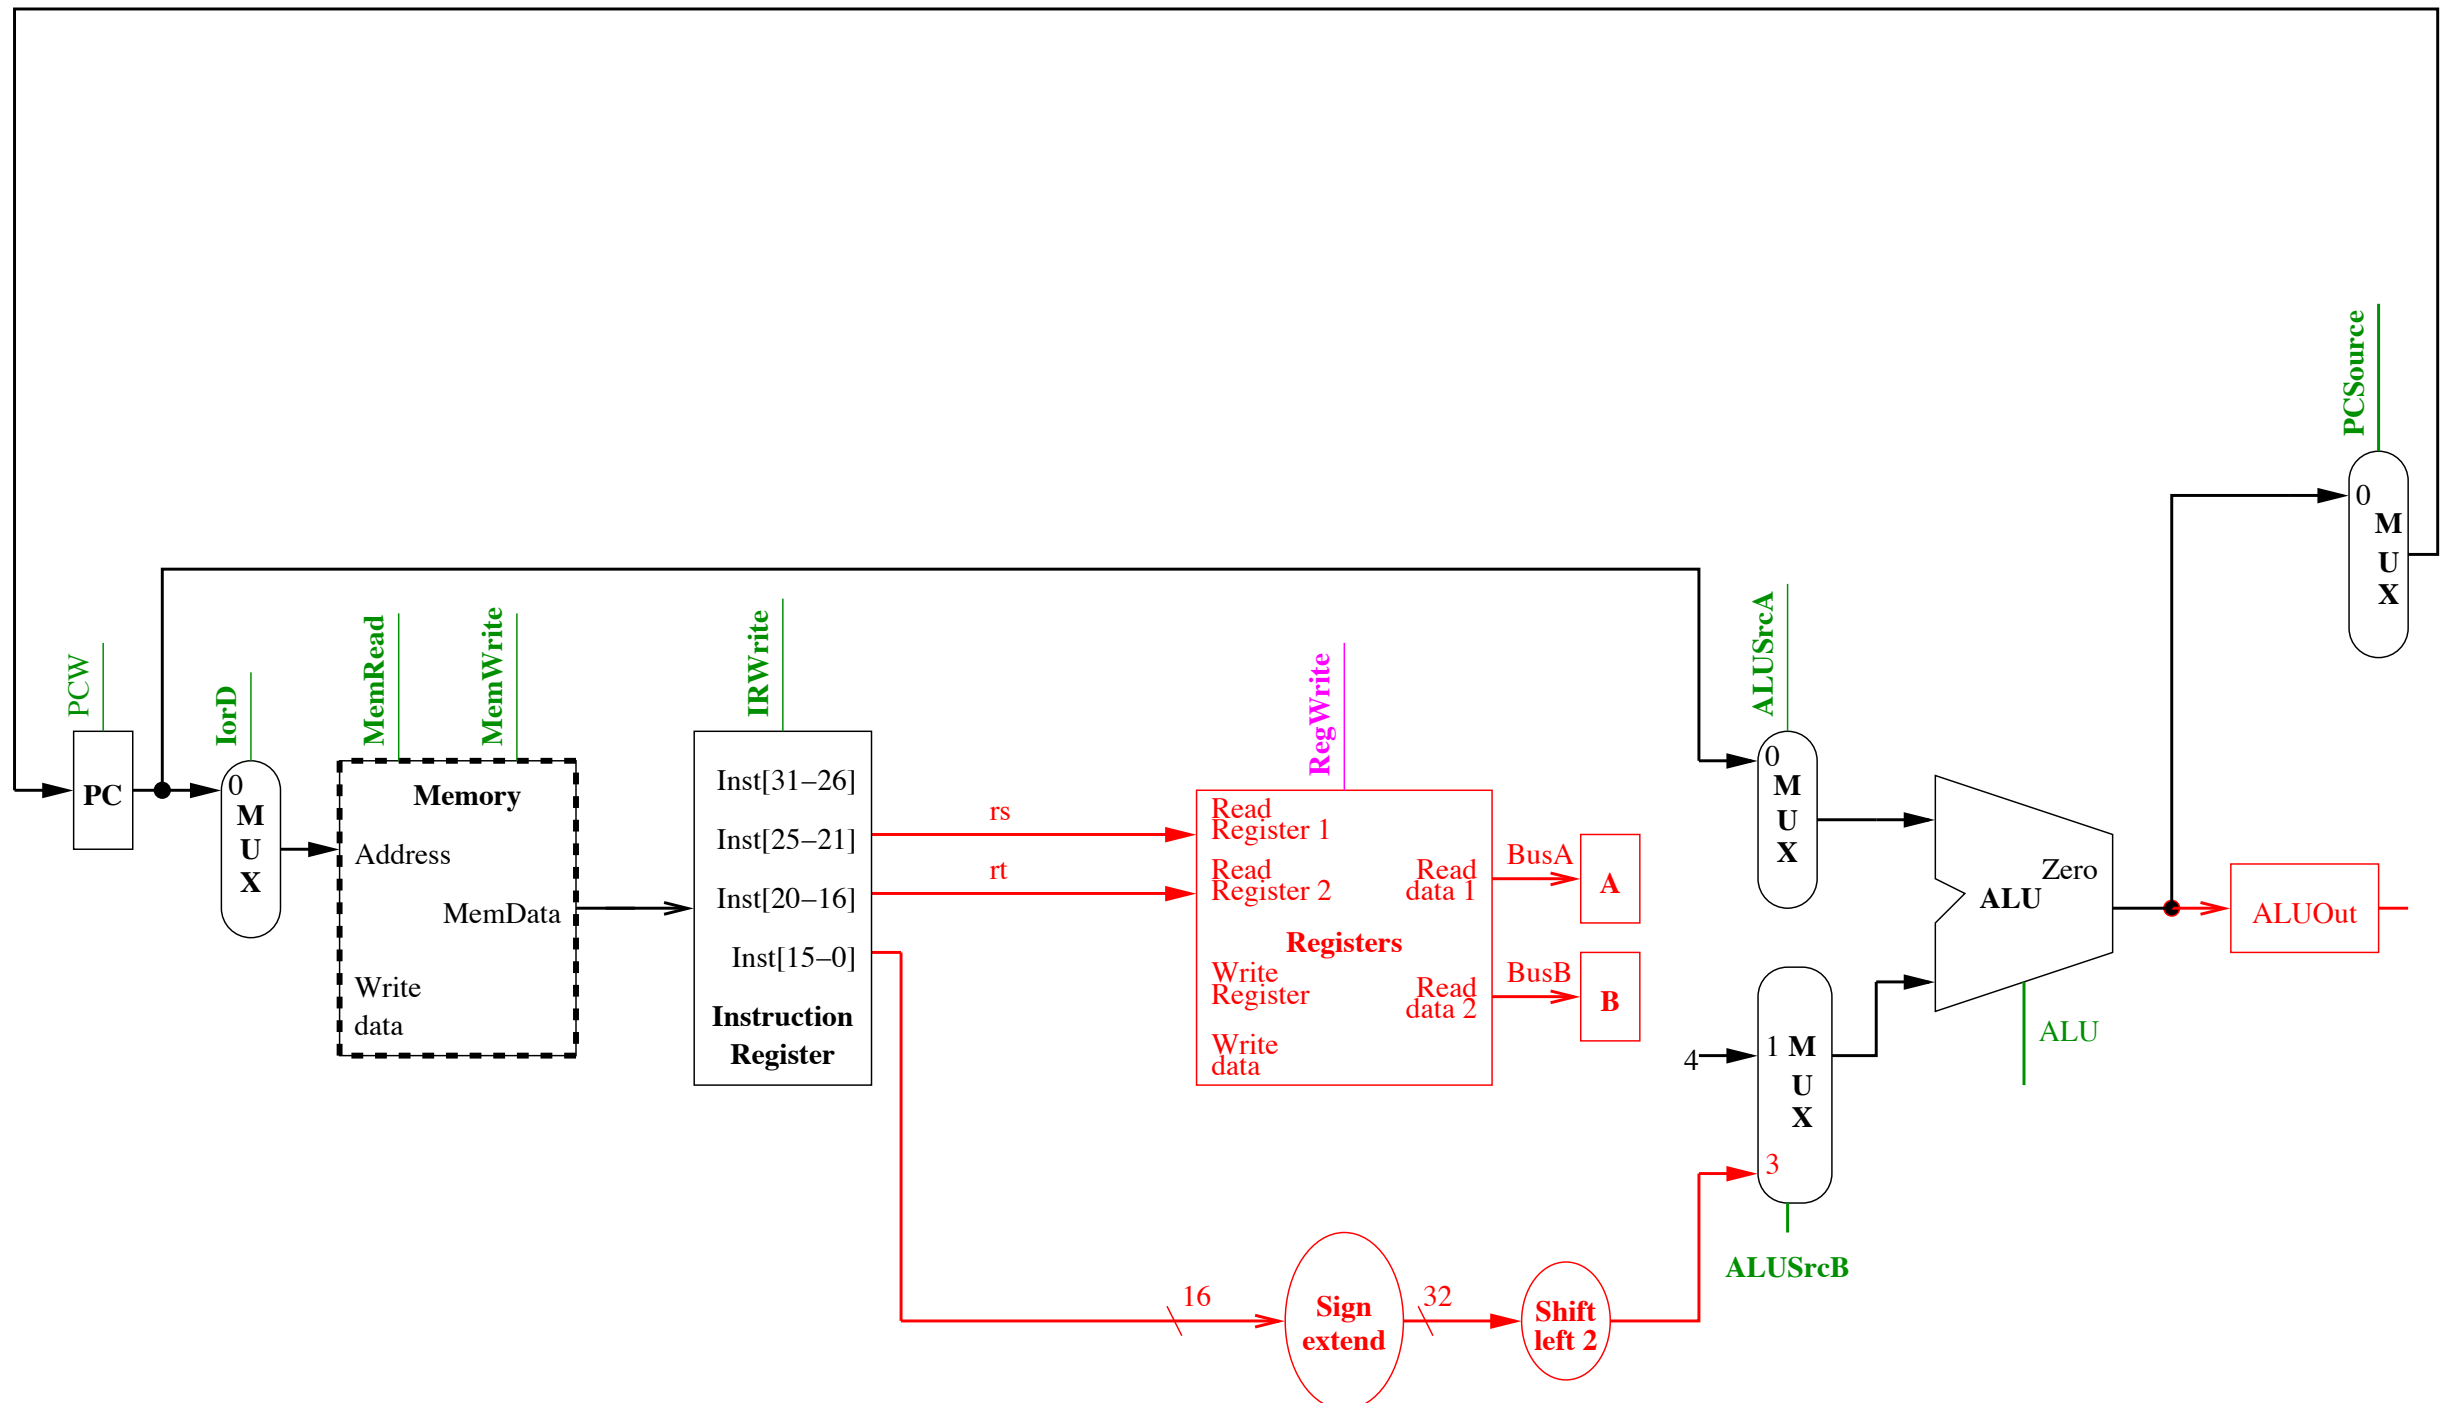 PCSource
0
M
U
X
PCW
PC
IorD
0
M
U
X
MemRead
MemWrite
Memory
Address
MemData
Write
data
IRWrite
Inst[31–26]
Inst[25–21]
Inst[20–16]
Inst[15–0]
Instruction
Register
rs
rt
RegWrite
Read
Register 1
Read
Register 2
Read
data 1
Registers
Write
Register
Read
data 2
Write
data
BusA
A
BusB
B
ALUSrcA
0
M
U
X
4
1 M
U
X
3
ALUSrcB
Zero
ALU
ALU
ALUOut
16
Sign
extend
32
Shift
left 2